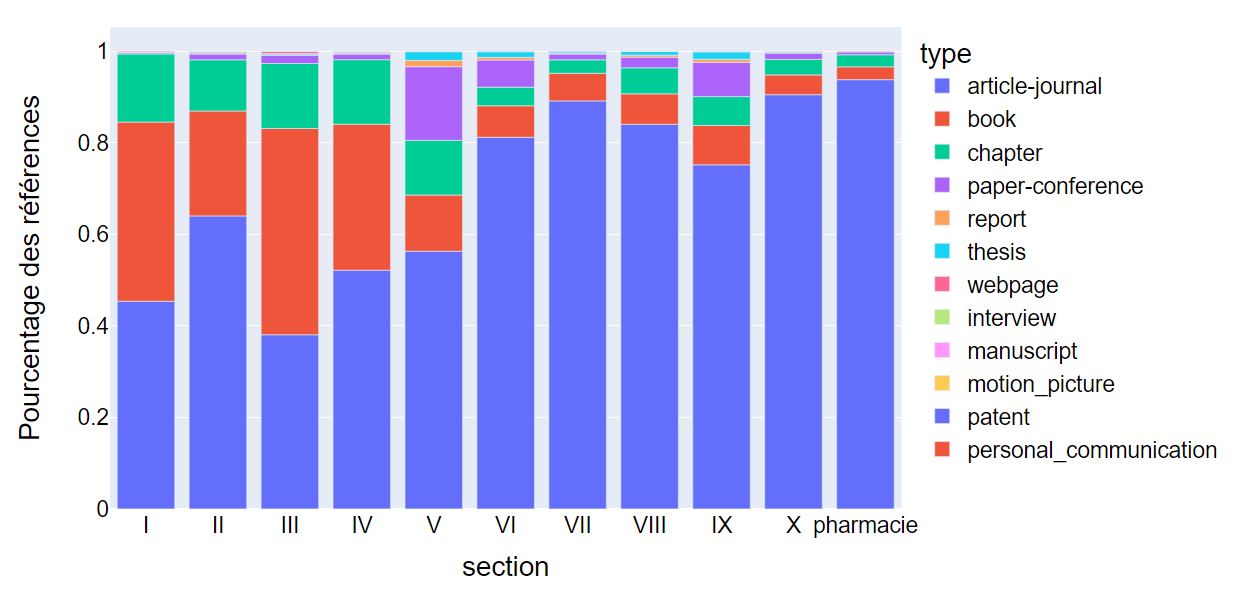 Pourcentage des références
1
0.8
0.6
0.4
0.2
0
I II III IV V VI VII VIII IX X pharmacie
section
type
article-journal
book
chapter
paper-conference
report
thesis
webpage
interview
manuscript
motion_picture
patent
personal_communication